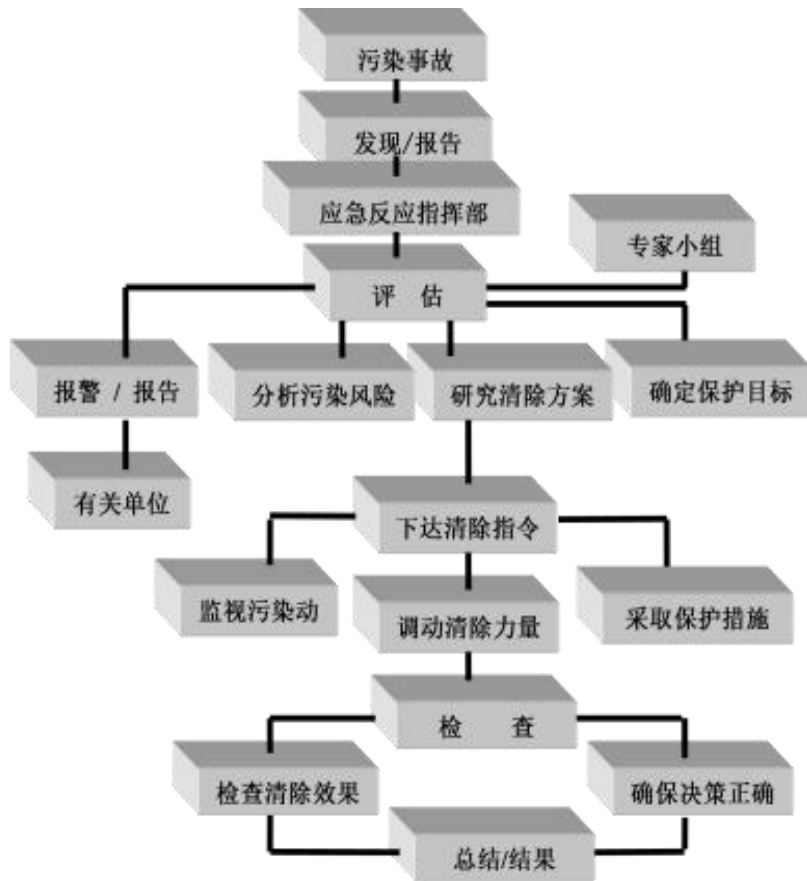 污染事故
发现/报告
应急反应指挥部
专家小组
评 估
报警 / 报告
分析污染风险
研究清除方案
确定保护目标
有关单位
下达清除指令
监视污染动
调动清除力量
采取保护措施
检 查
检查清除效果
确保决策正确
总结/结果